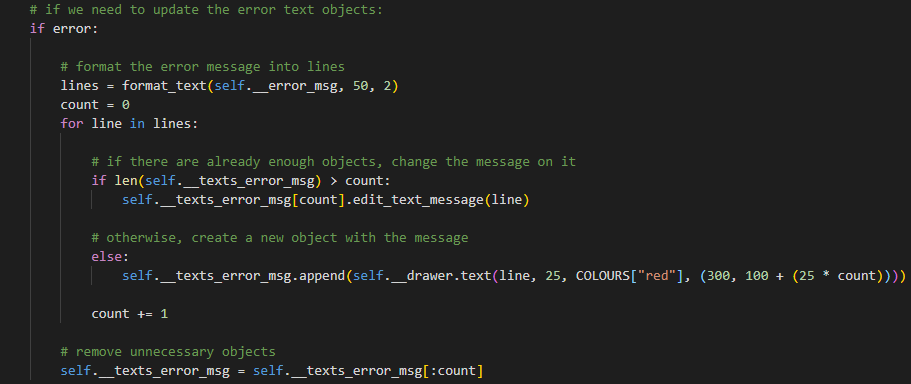 # if we need to update the error text objects:
if error:
# format the error message into lines
lines = format_text(self.__error_msg, 50, 2)
count = 0
for line in lines:
# if there are already enough objects, change the message on it
if len(self.__texts_error_msg) > count:
self.__texts_error_msg[count].edit_text_message(line)
# otherwise, create a new object with the message
else:
self.__texts_error_msg.append(self.__drawer.text(line, 25, COLOURS["red"], (300, 100 + (25 * count))))
count += 1
# remove unnecessary objects
self.__texts_error_msg = self.__texts_error_msg[:count]